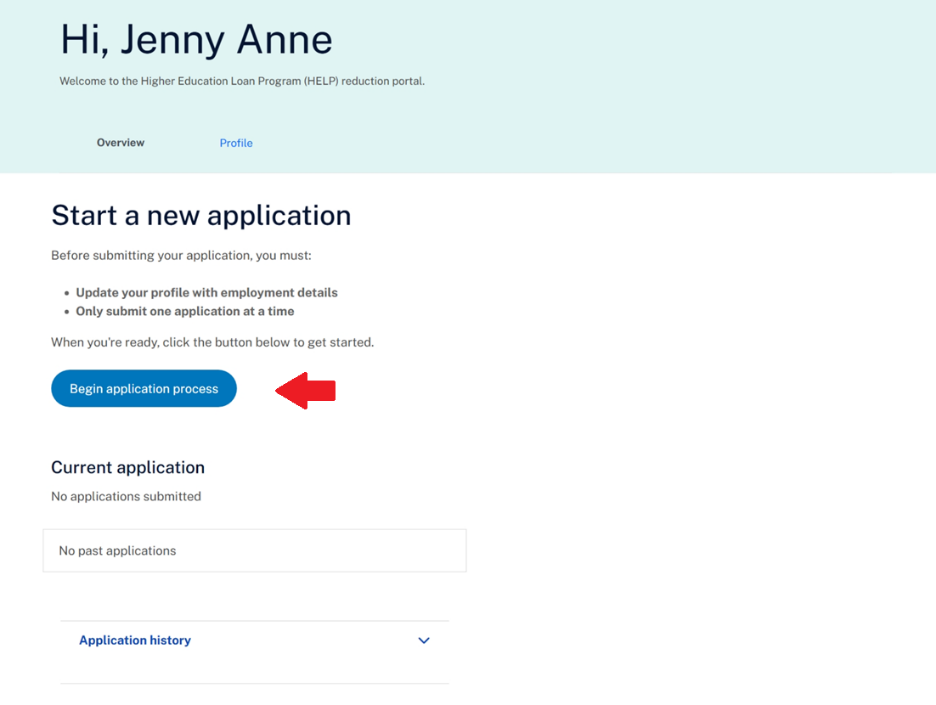 Hi, Jenny Anne
Welcome to the Higher Education Loan Program (HELP) reduction portal.
Overview
Profile
Start a new application
Before submitting your application, you must:
• Update your profile with employment details
• Only submit one application at a time
When you're ready, click the button below to get started.
Begin application process
Current application
No applications submitted
No past applications
Application history